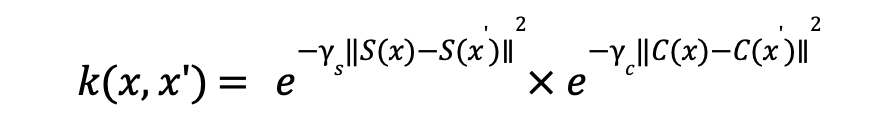 k(x, x') = e^{-γ_s‖S(x)−S(x')‖^2} × e^{-γ_c‖C(x)−C(x')‖^2}